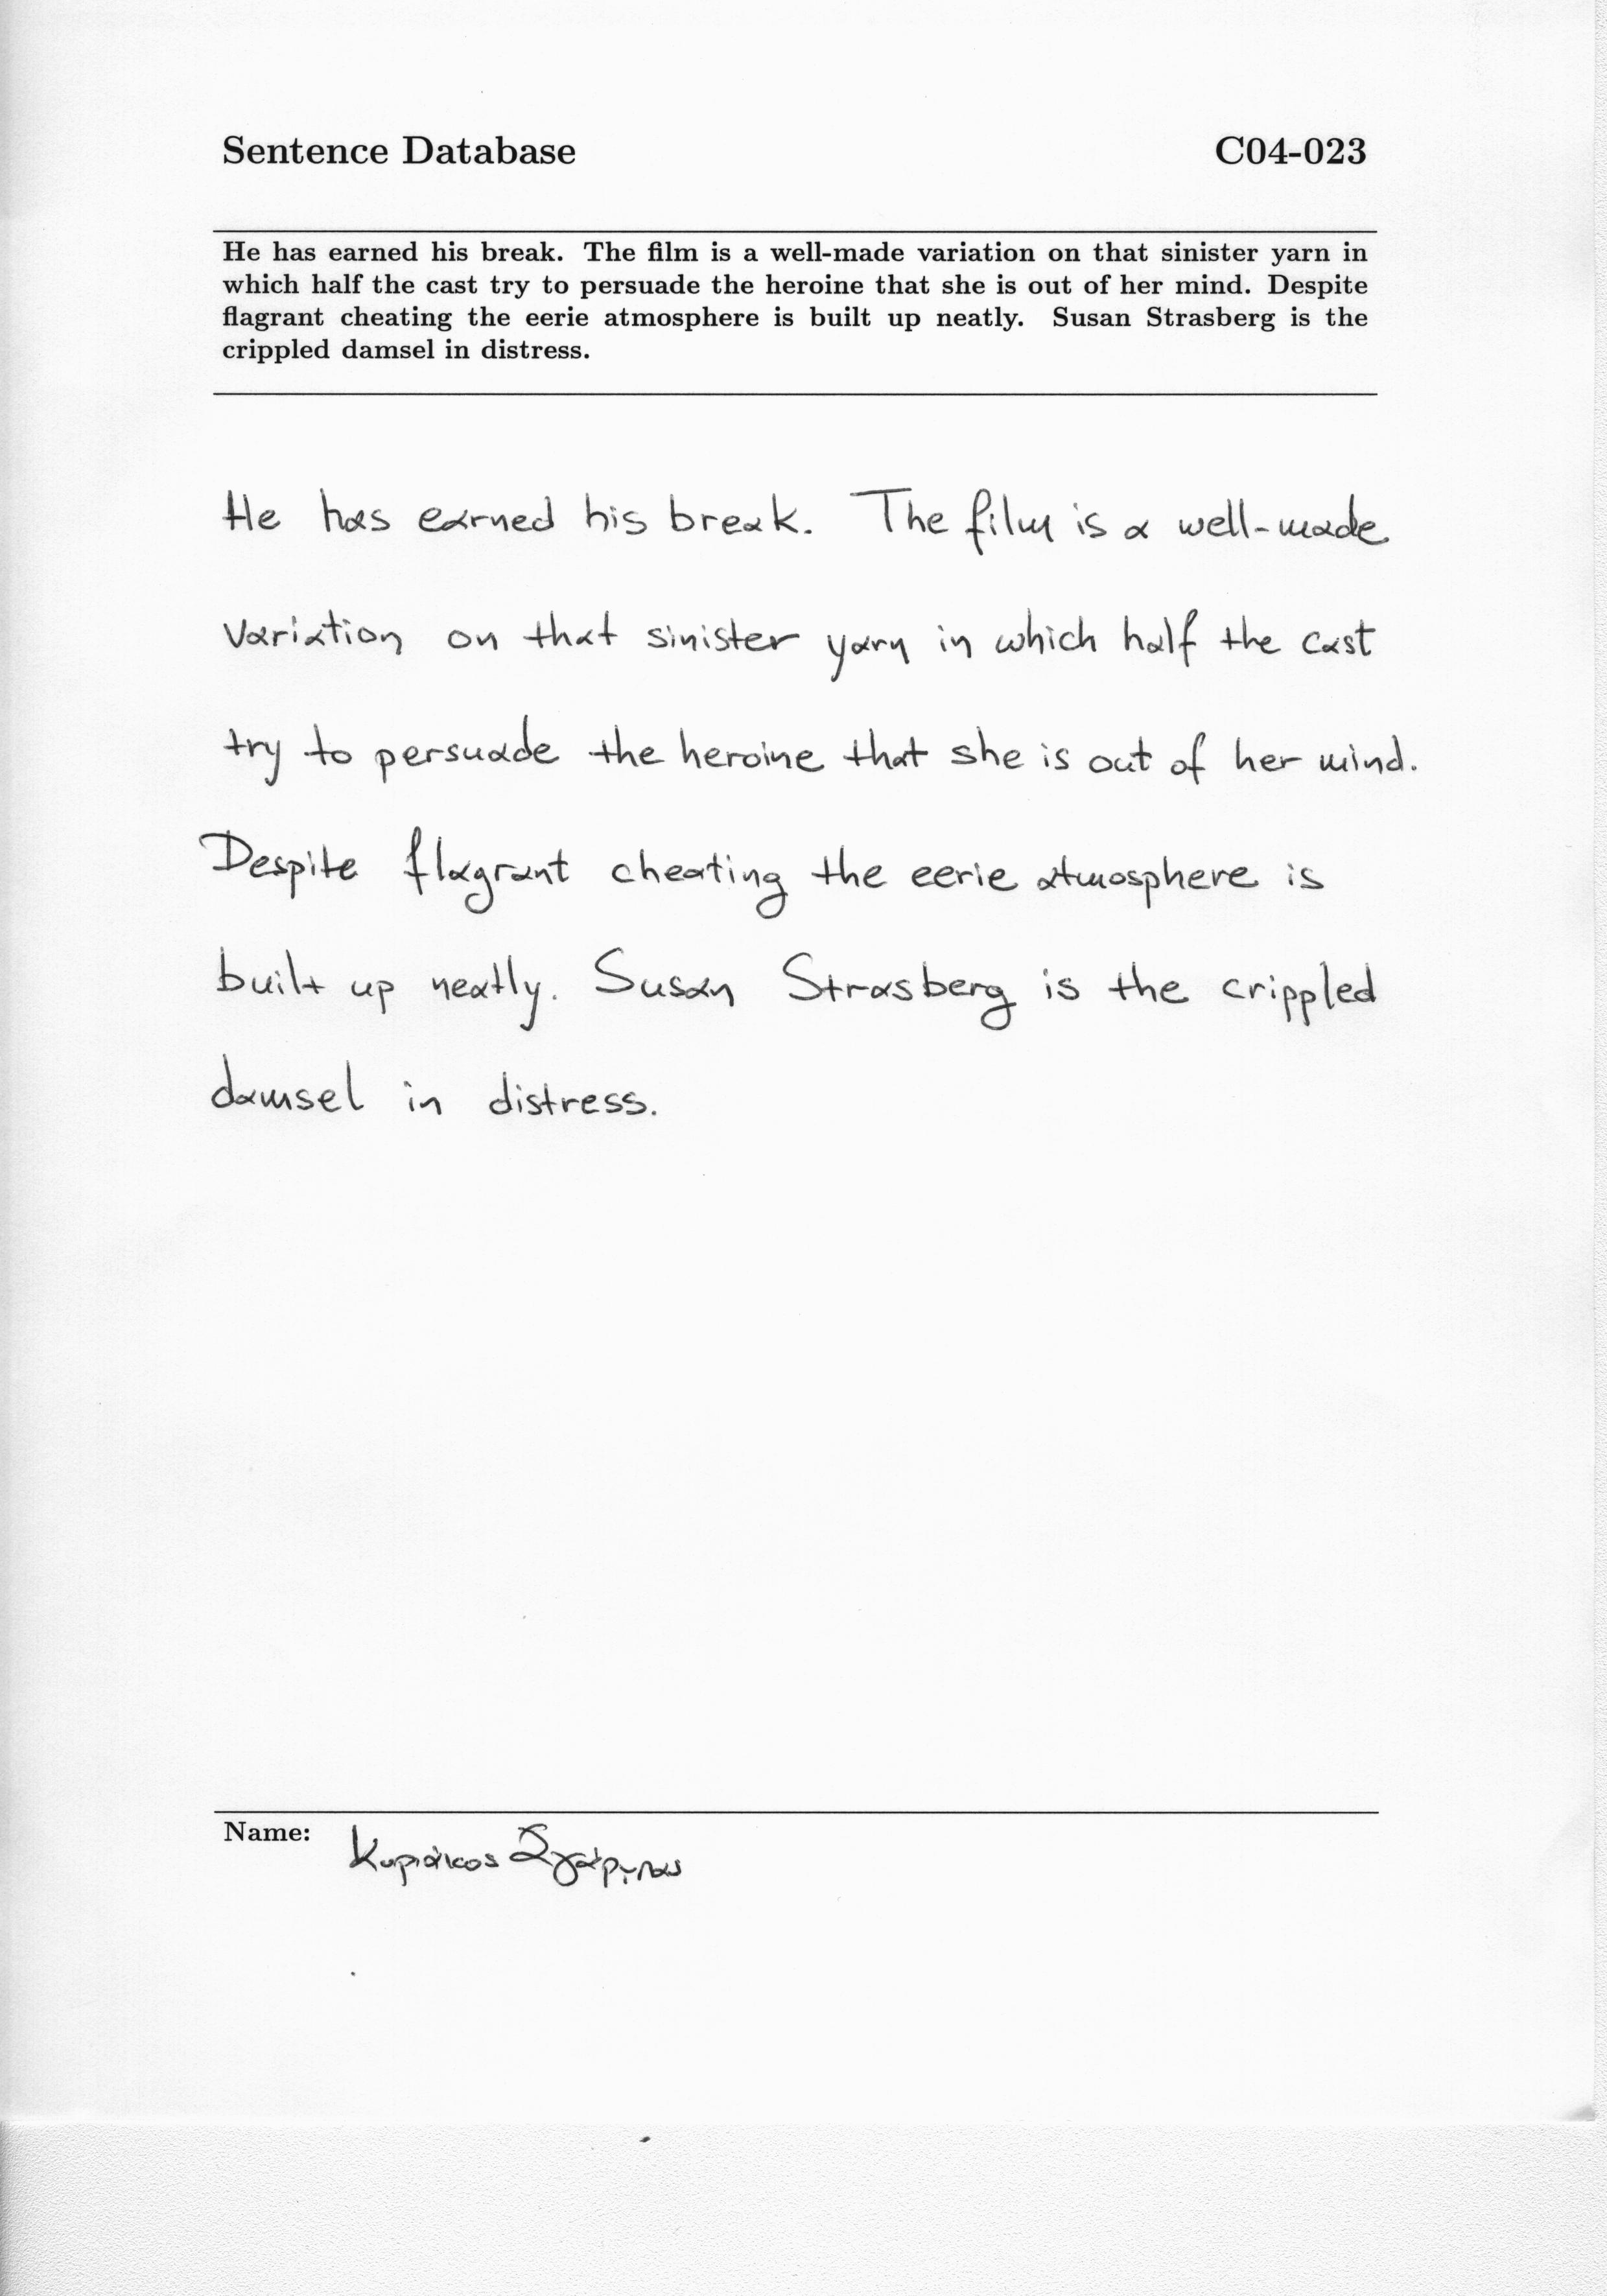 Sentence Database C04-023
He has earned his break. The film is a well-made variation on that sinister yarn in
which half the cast try to persuade the heroine that she is out of her mind. Despite
flagrant cheating the eerie atmosphere is built up neatly. Susan Strasberg is the
crippled damsel in distress.
He has earned his break. The film is a well-made
variation on that sinister yarn in which half the cast
try to persuade the heroine that she is out of her mind.
Despite flagrant cheating the eerie atmosphere is
built up neatly. Susan Strasberg is the crippled
damsel in distress.
Name: